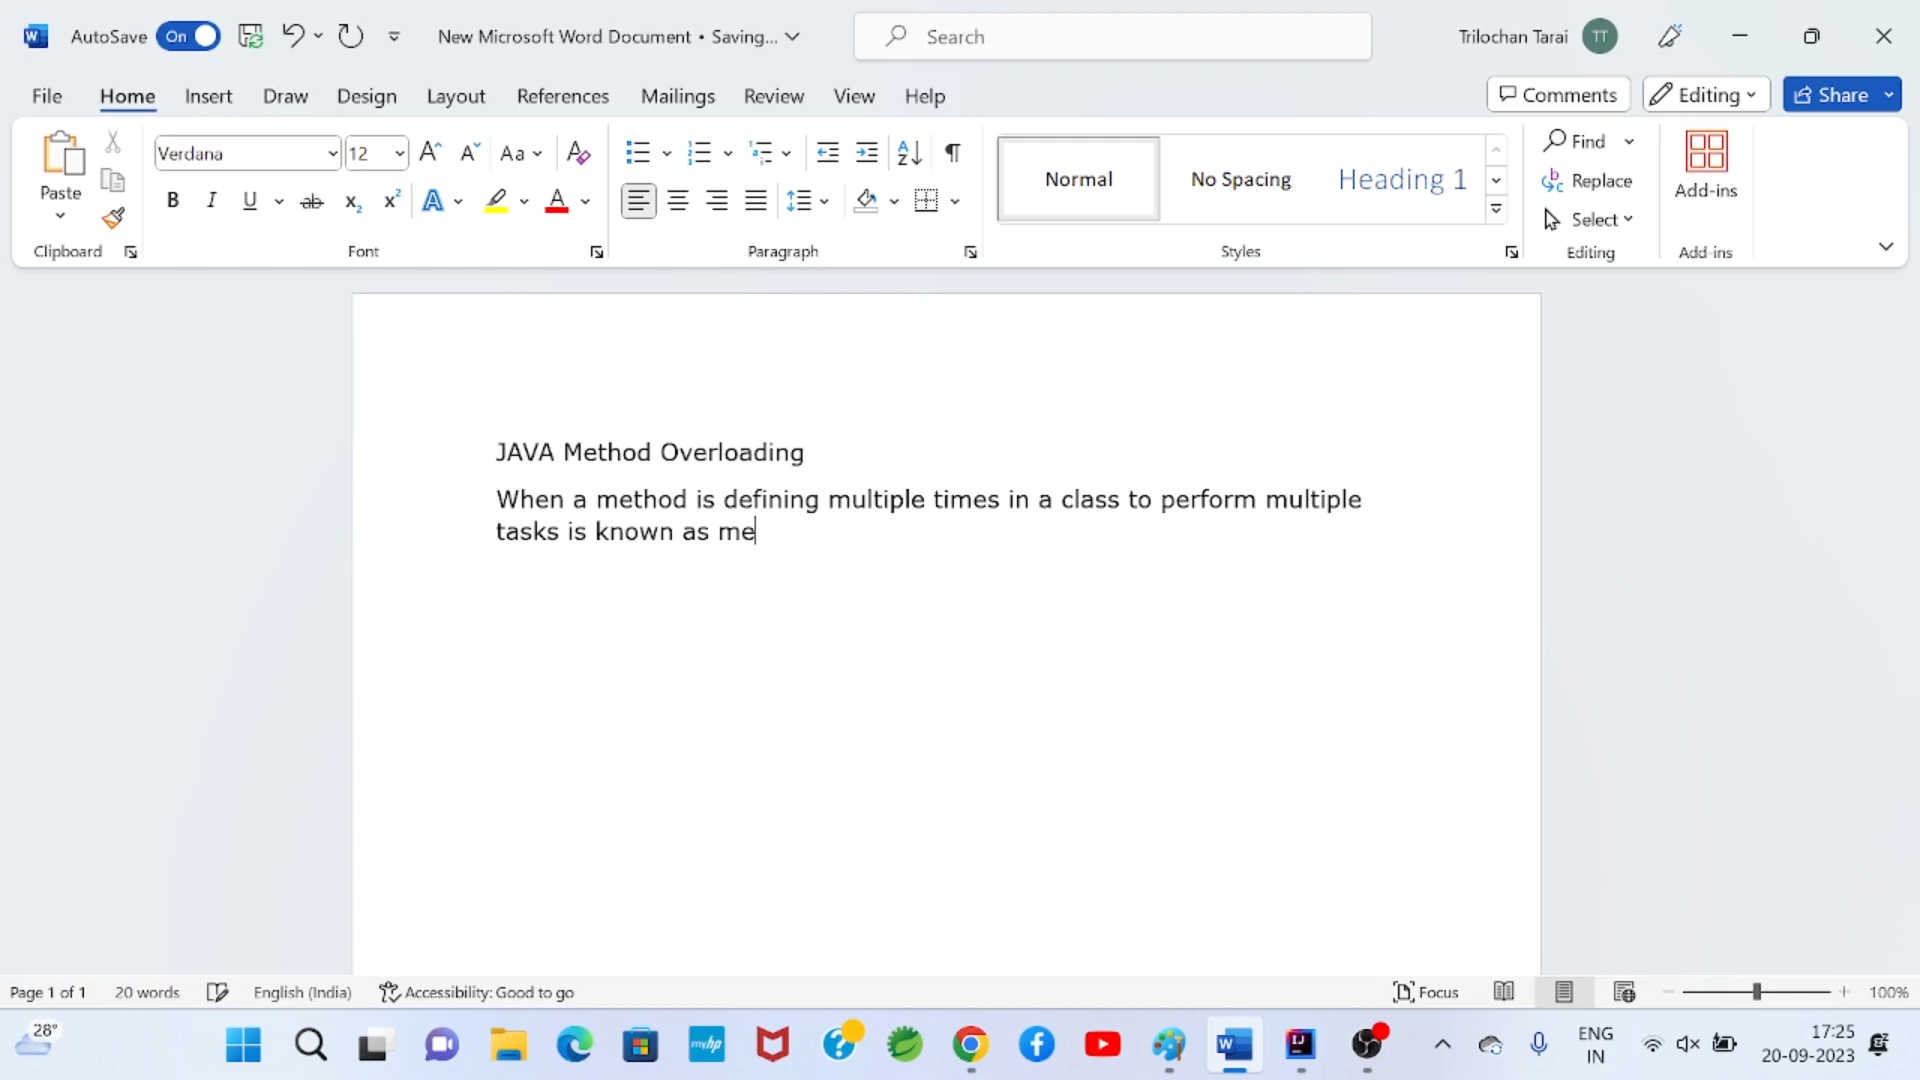 AutoSave On New Microsoft Word Document • Saving... Search Trilochan Tarai TT
File Home Insert Draw Design Layout References Mailings Review View Help Comments Editing Share
Paste Verdana 12 Aa Normal No Spacing Heading 1 Find Replace Select Add-ins
Clipboard Font Paragraph Styles Editing Add-ins
JAVA Method Overloading
When a method is defining multiple times in a class to perform multiple
tasks is known as me
Page 1 of 1 20 words English (India) Accessibility: Good to go Focus 100%
28° myhp ENG 17:25
IN 20-09-2023